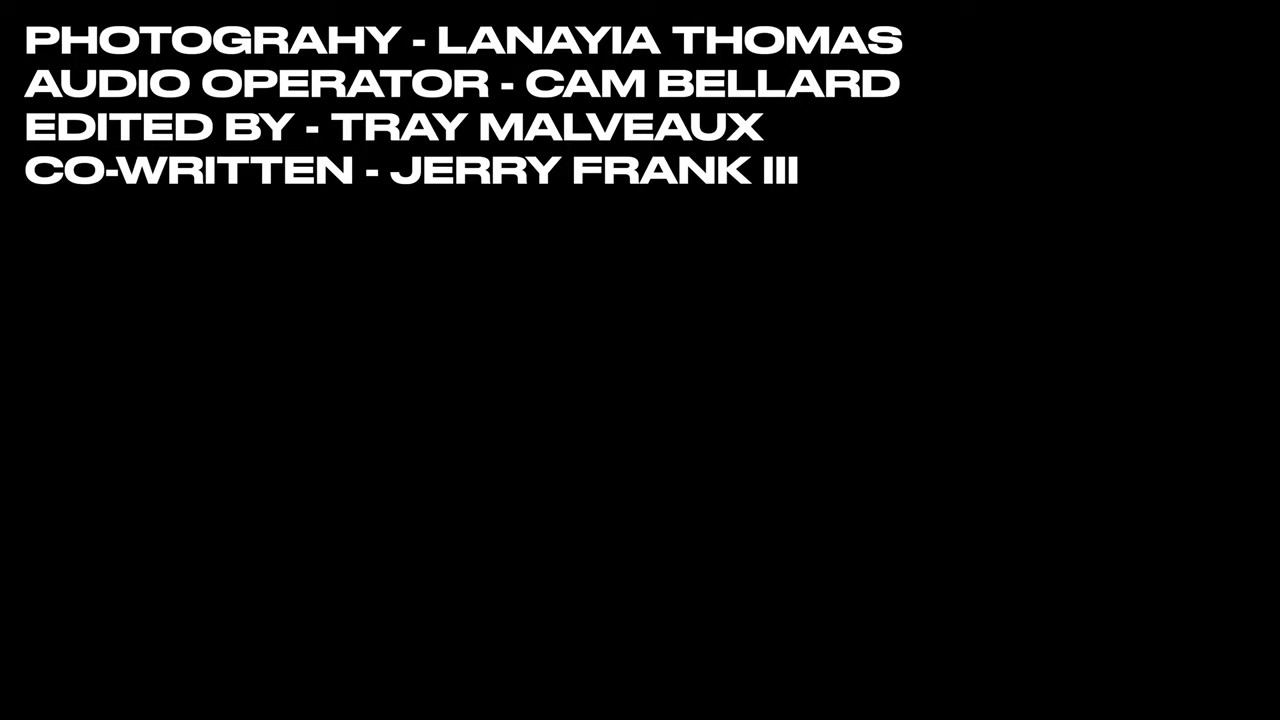 PHOTOGRAHY - LANAYIA THOMAS
AUDIO OPERATOR - CAM BELLARD
EDITED BY - TRAY MALVEAUX
CO-WRITTEN - JERRY FRANK III